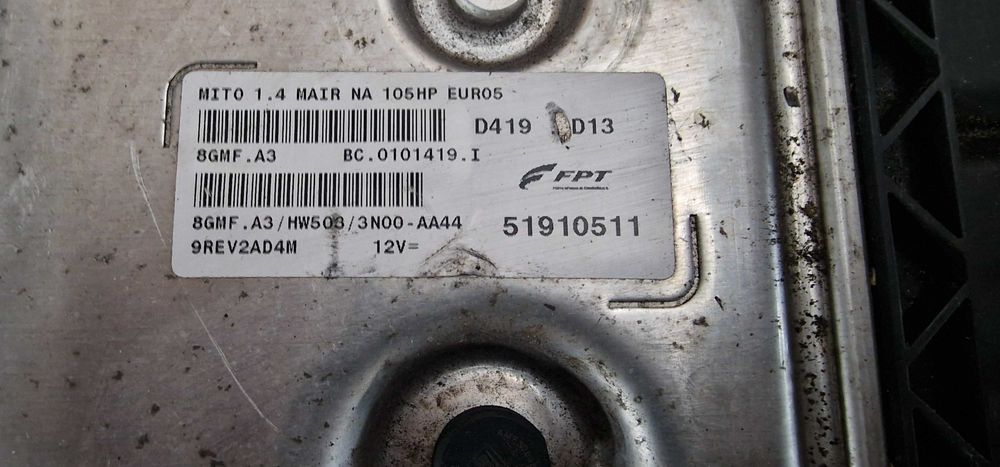 MITO 1.4 MAIR NA 105HP EURO5
D419 D13
8GMF.A3 BC.0101419.I
FPT
8GMF.A3/HW503/3N00-AA44
51910511
9REV2AD4M 12V=